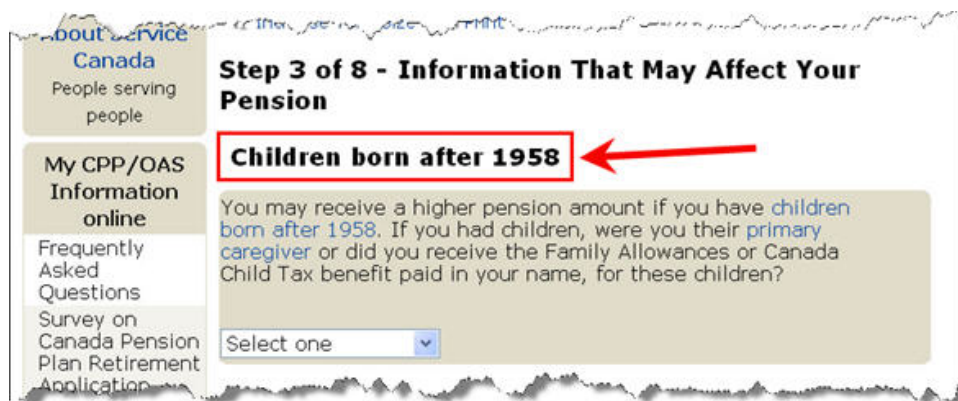 About Service
Canada
People serving
people
My CPP/OAS
Information
online
Frequently
Asked
Questions
Survey on
Canada Pension
Plan Retirement
Application
Step 3 of 8 - Information That May Affect Your
Pension
Children born after 1958
You may receive a higher pension amount if you have children
born after 1958. If you had children, were you their primary
caregiver or did you receive the Family Allowances or Canada
Child Tax benefit paid in your name, for these children?
Select one